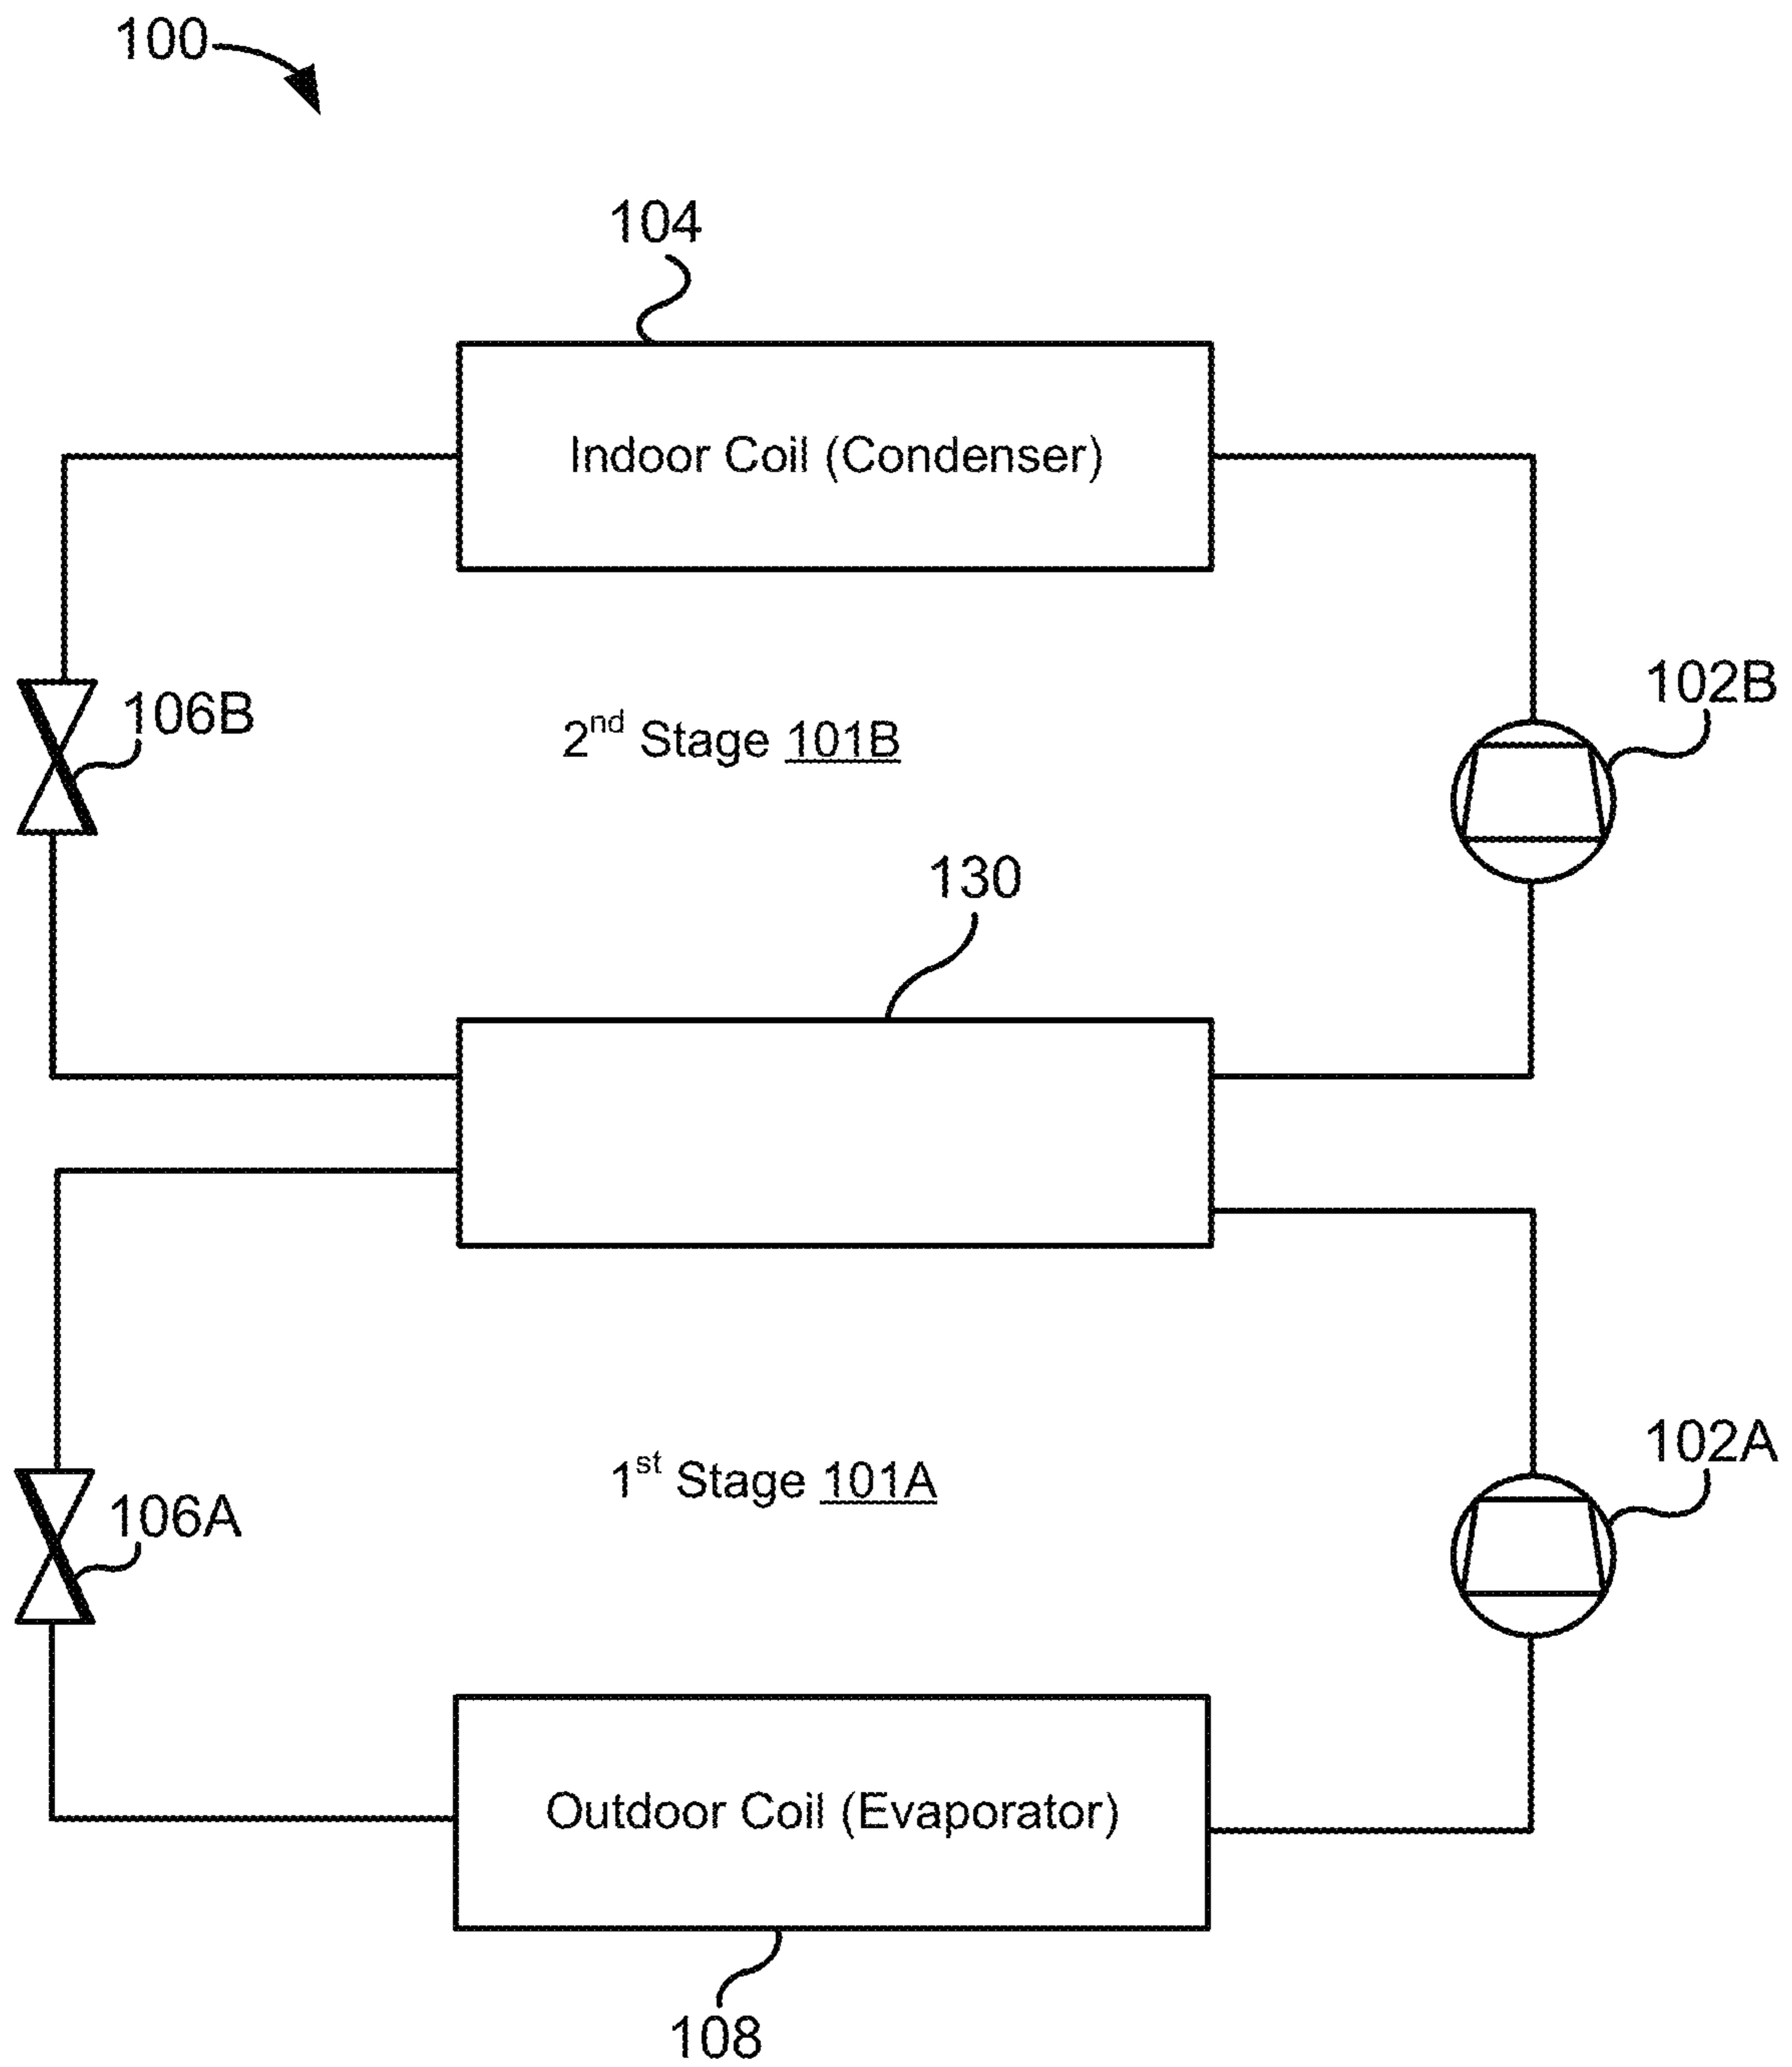 100
104
Indoor Coil (Condenser)
102B
106B
2nd Stage 101B
130
102A
1st Stage 101A
106A
Outdoor Coil (Evaporator)
108